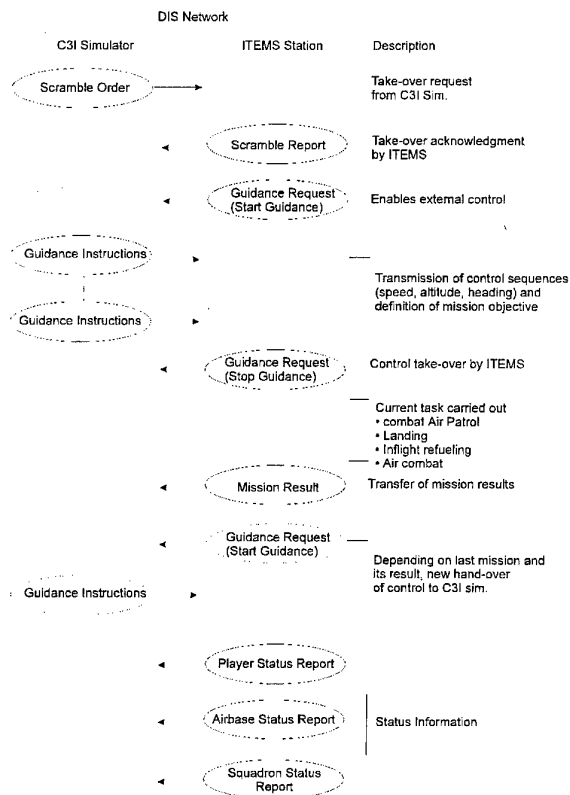 DIS Network
C3I Simulator
ITEMS Station
Description
Scramble Order
Take-over request
from C3I Sim.
Scramble Report
Take-over acknowledgment
by ITEMS
Guidance Request
(Start Guidance)
Enables external control
Guidance Instructions
Transmission of control sequences
(speed, altitude, heading) and
definition of mission objective
Guidance Instructions
Guidance Request
(Stop Guidance)
Control take-over by ITEMS
Current task carried out
• combat Air Patrol
• Landing
• Inflight refueling
• Air combat
Mission Result
Transfer of mission results
Guidance Request
(Start Guidance)
Depending on last mission and
its result, new hand-over
of control to C3I sim.
Guidance Instructions
Player Status Report
Airbase Status Report
Status Information
Squadron Status
Report